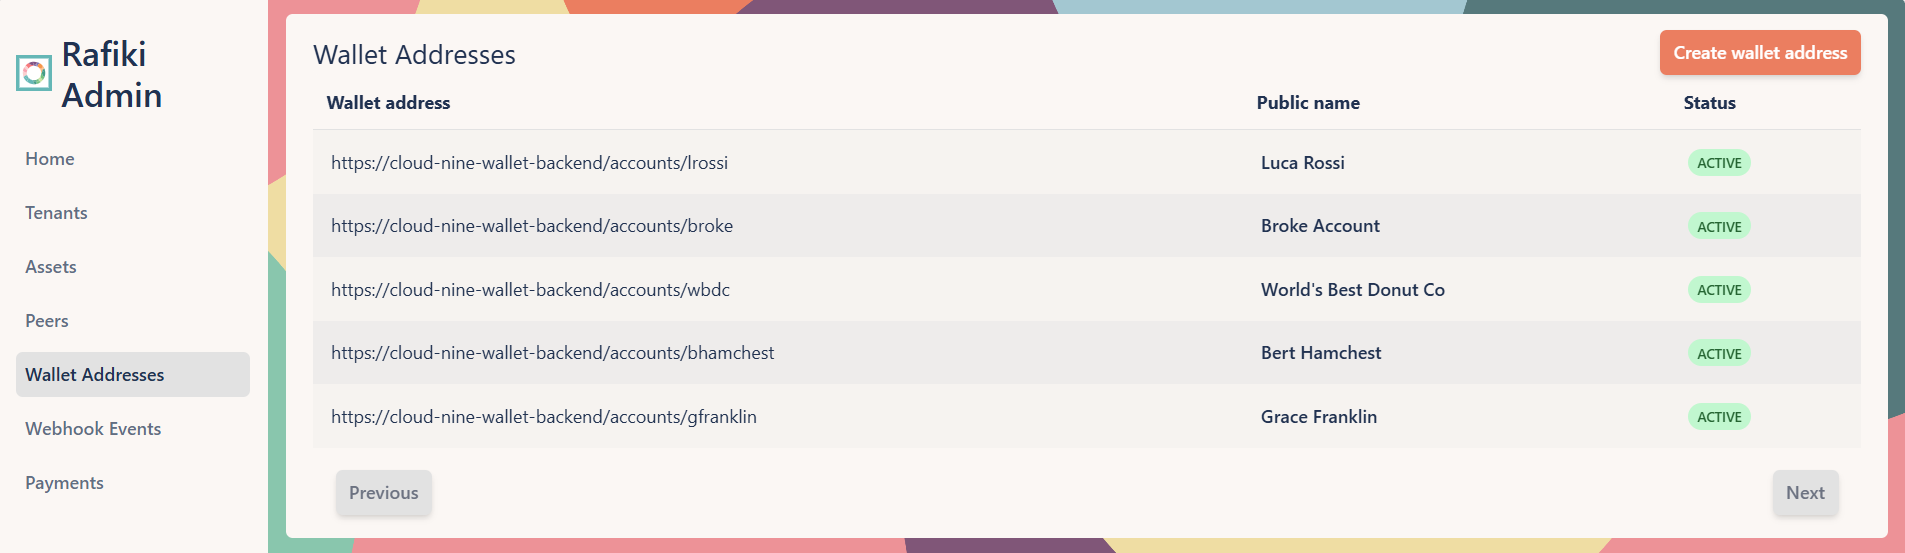 Rafiki
Admin
Home
Tenants
Assets
Peers
Wallet Addresses
Webhook Events
Payments
Wallet Addresses
Create wallet address
Wallet address Public name Status
https://cloud-nine-wallet-backend/accounts/lrossi Luca Rossi ACTIVE
https://cloud-nine-wallet-backend/accounts/broke Broke Account ACTIVE
https://cloud-nine-wallet-backend/accounts/wbdc World's Best Donut Co ACTIVE
https://cloud-nine-wallet-backend/accounts/bhamchest Bert Hamchest ACTIVE
https://cloud-nine-wallet-backend/accounts/gfranklin Grace Franklin ACTIVE
Previous Next